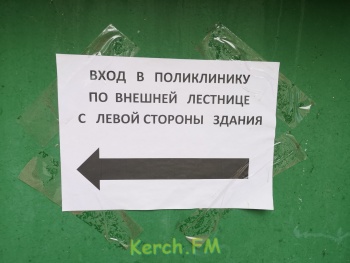 ВХОД В ПОЛИКЛИНИКУ
ПО ВНЕШНЕЙ ЛЕСТНИЦЕ
С ЛЕВОЙ СТОРОНЫ ЗДАНИЯ
Kerch.FM